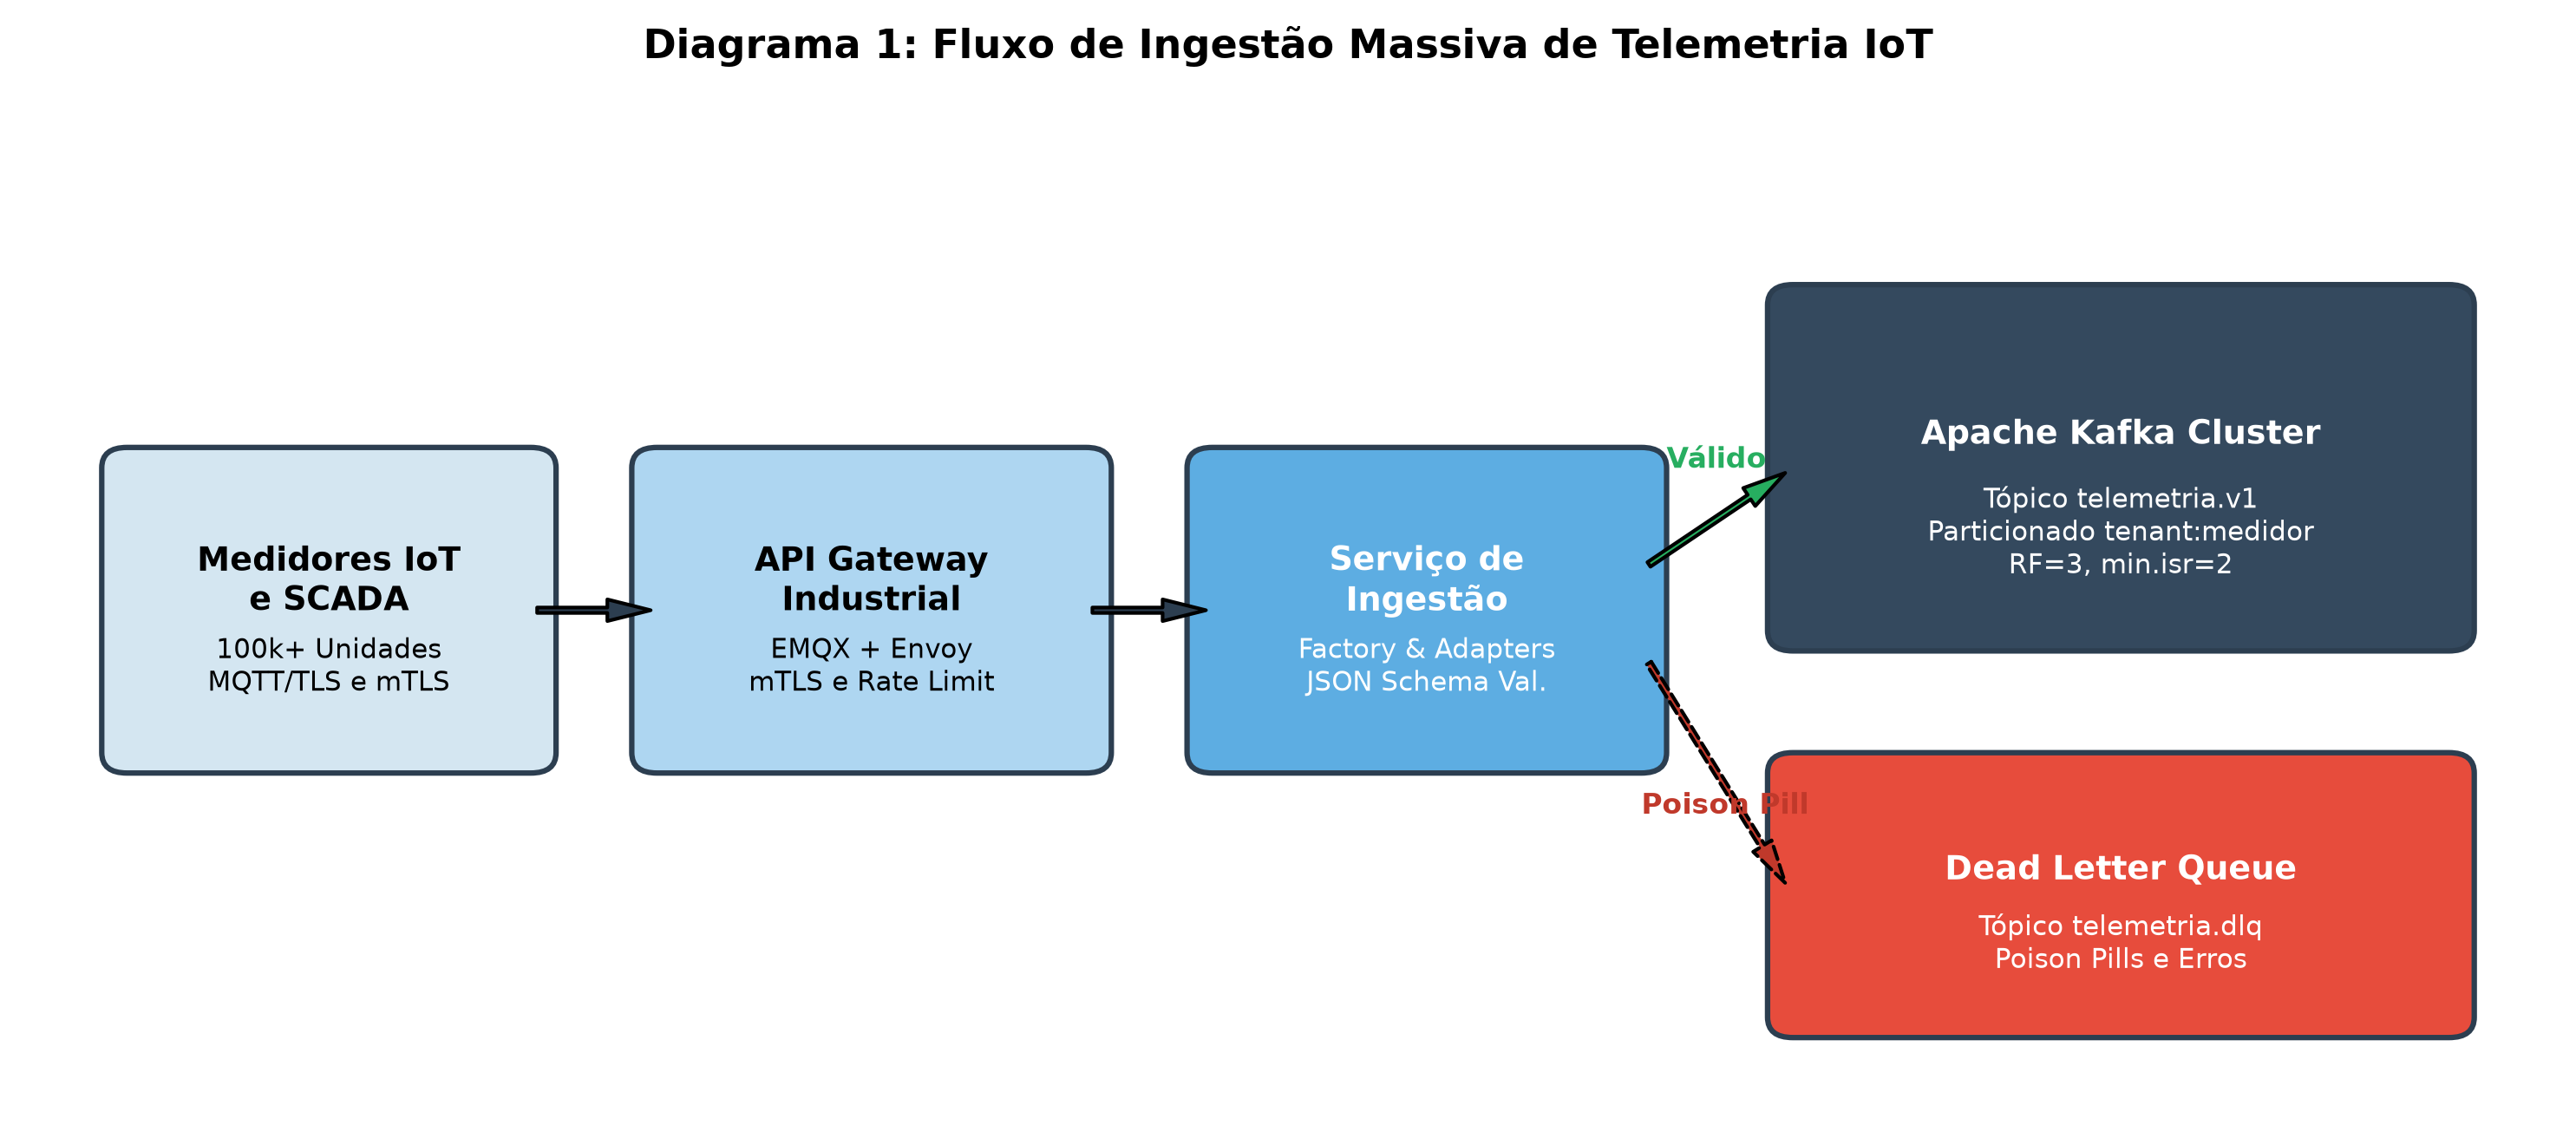 Diagrama 1: Fluxo de Ingestão Massiva de Telemetria IoT
Medidores IoT
e SCADA
100k+ Unidades
MQTT/TLS e mTLS
API Gateway
Industrial
EMQX + Envoy
mTLS e Rate Limit
Serviço de
Ingestão
Factory & Adapters
JSON Schema Val.
Válido
Apache Kafka Cluster
Tópico telemetria.v1
Particionado tenant:medidor
RF=3, min.isr=2
Poison Pill
Dead Letter Queue
Tópico telemetria.dlq
Poison Pills e Erros